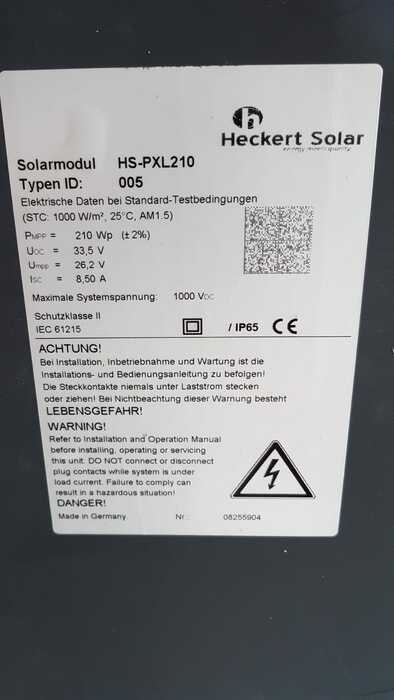 Heckert Solar
energy meets quality
Solarmodul HS-PXL210
Typen ID: 005
Elektrische Daten bei Standard-Testbedingungen
(STC: 1000 W/m², 25°C, AM1.5)
PMPP = 210 Wp (±2%)
UOC = 33,5 V
Umpp = 26,2 V
ISC = 8,50 A
Maximale Systemspannung: 1000 VDC
Schutzklasse II
IEC 61215 / IP65 CE
ACHTUNG!
Bei Installation, Inbetriebnahme und Wartung ist die
Installations- und Bedienungsanleitung zu befolgen!
Die Steckkontakte niemals unter Laststrom stecken
oder ziehen! Bei Nichtbeachtung dieser Warnung besteht
LEBENSGEFAHR!
WARNING!
Refer to Installation and Operation Manual
before installing, operating or servicing
this unit. DO NOT connect or disconnect
plug contacts while system is under
load current. Failure to comply can
result in a hazardous situation!
DANGER!
Made in Germany Nr.: 08255904